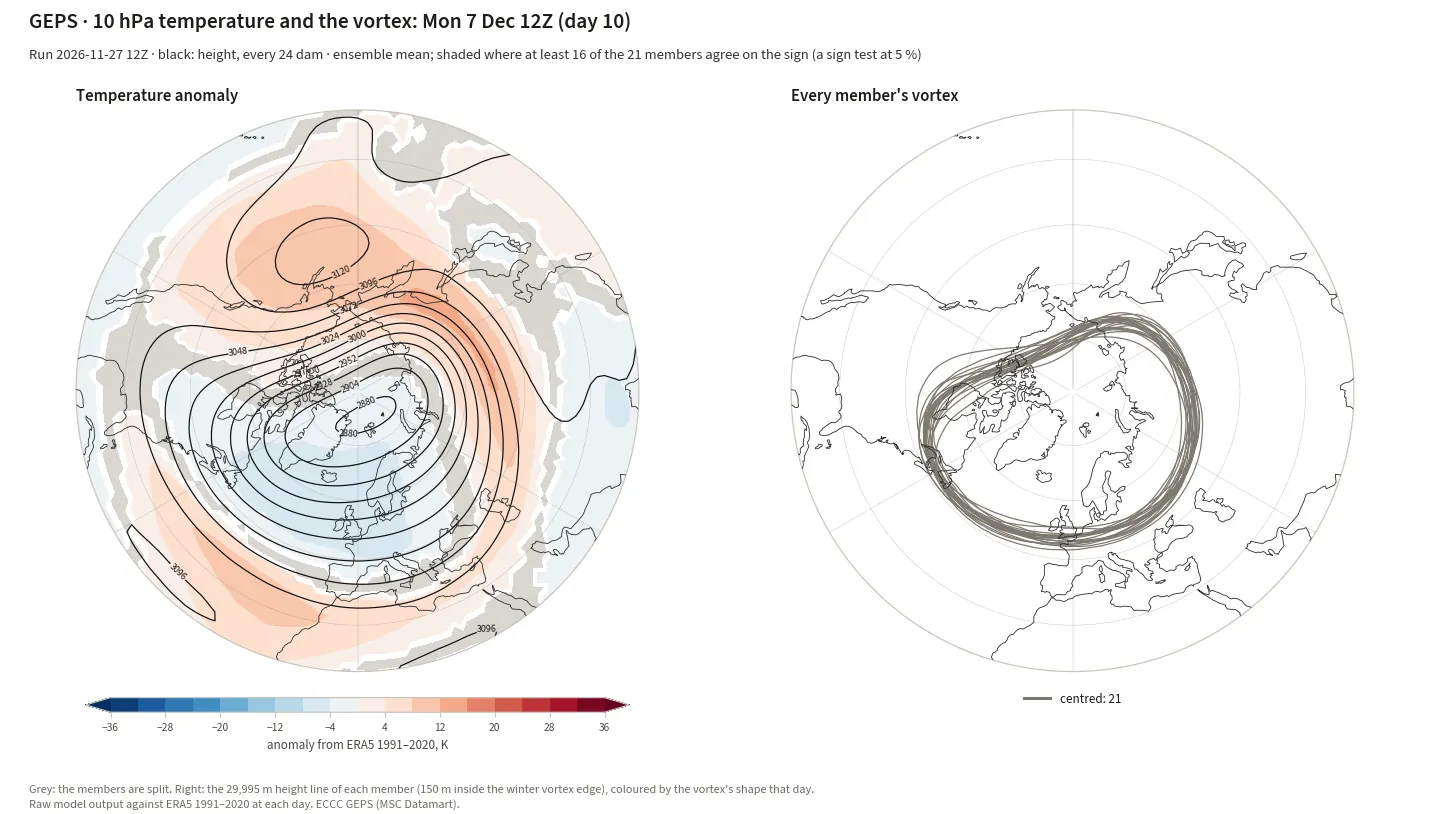 GEPS · 10 hPa temperature and the vortex: Mon 7 Dec 12Z (day 10)
Run 2026-11-27 12Z · black: height, every 24 dam · ensemble mean; shaded where at least 16 of the 21 members agree on the sign (a sign test at 5 %)
Temperature anomaly
Every member's vortex
3120
3096
3048
3024
3000
2952
2904
2880
2880
3096
3096
centred: 21
−36 −28 −20 −12 −4 4 12 20 28 36
anomaly from ERA5 1991–2020, K
Grey: the members are split. Right: the 29,995 m height line of each member (150 m inside the winter vortex edge), coloured by the vortex's shape that day.
Raw model output against ERA5 1991–2020 at each day. ECCC GEPS (MSC Datamart).